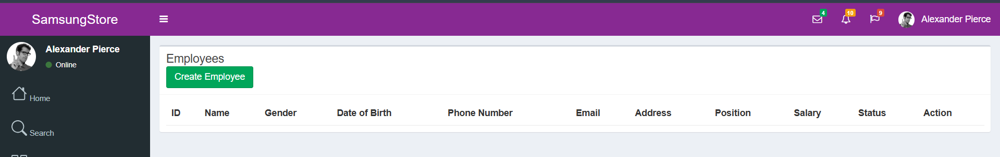 SamsungStore
4
10
9
Alexander Pierce
Alexander Pierce
Online
Home
Search
Employees
Create Employee
ID Name Gender Date of Birth Phone Number Email Address Position Salary Status Action